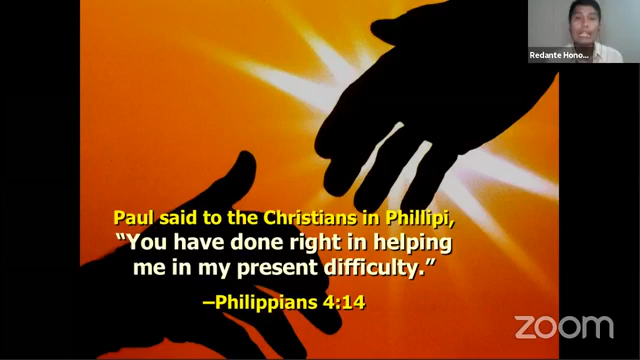 Redante Hono...
Paul said to the Christians in Phillipi,
“You have done right in helping
me in my present difficulty.”
–Philippians 4:14
zoom